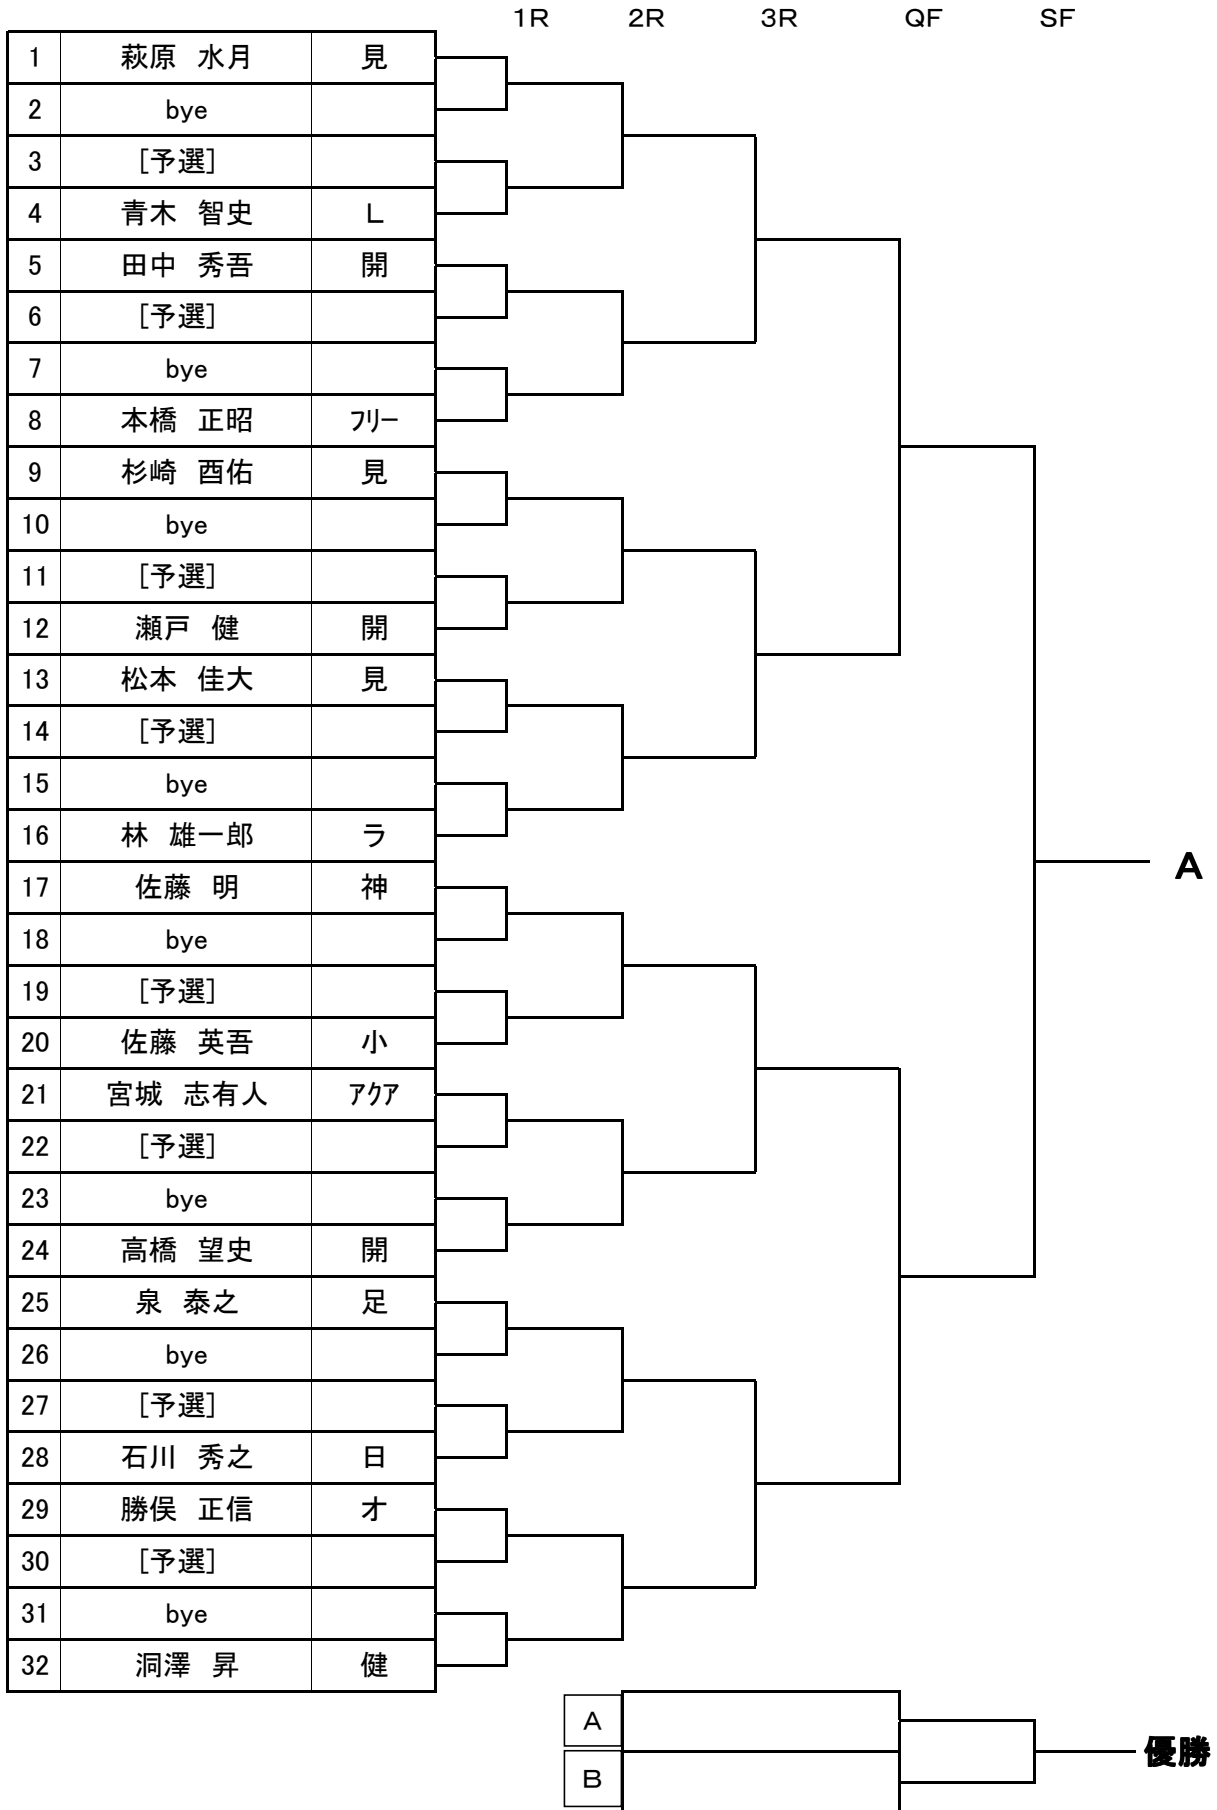 1R 2R 3R QF SF
1 萩原 水月 見
2 bye
3 [予選]
4 青木 智史 L
5 田中 秀吾 開
6 [予選]
7 bye
8 本橋 正昭 ﾌﾘｰ
9 杉崎 酉佑 見
10 bye
11 [予選]
12 瀬戸 健 開
13 松本 佳大 見
14 [予選]
15 bye
16 林 雄一郎 ラ
A
17 佐藤 明 神
18 bye
19 [予選]
20 佐藤 英吾 小
21 宮城 志有人 ｱｸｱ
22 [予選]
23 bye
24 高橋 望史 開
25 泉 泰之 足
26 bye
27 [予選]
28 石川 秀之 日
29 勝俣 正信 才
30 [予選]
31 bye
32 洞澤 昇 健
A
優勝
B